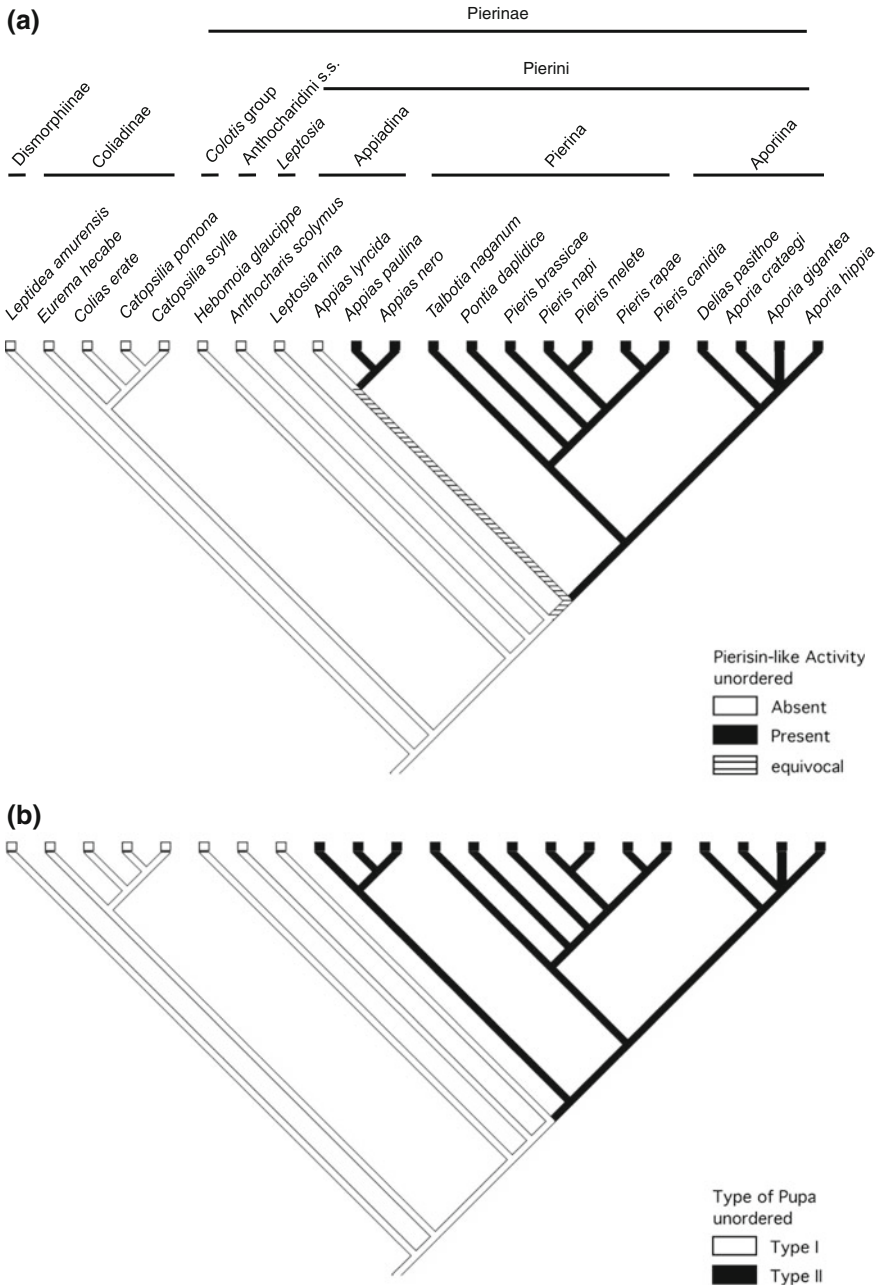 (a)
Pierinae
Pierini
Dismorphiinae
Coliadinae
Colotis group
Anthocharidini s.s.
Leptosia
Appiadina
Pierina
Aporiina
Leptidea amurensis
Eurema hecabe
Colias erate
Catopsilia pomona
Catopsilia scylla
Hebomoia glaucippe
Anthocharis scolymus
Leptosia nina
Appias lyncida
Appias paulina
Appias nero
Talbotia naganum
Pontia daplidice
Pieris brassicae
Pieris napi
Pieris melete
Pieris rapae
Pieris canidia
Delias pasithoe
Aporia crataegi
Aporia gigantea
Aporia hippia
Pierisin-like Activity
unordered
Absent
Present
equivocal
(b)
Type of Pupa
unordered
Type I
Type II